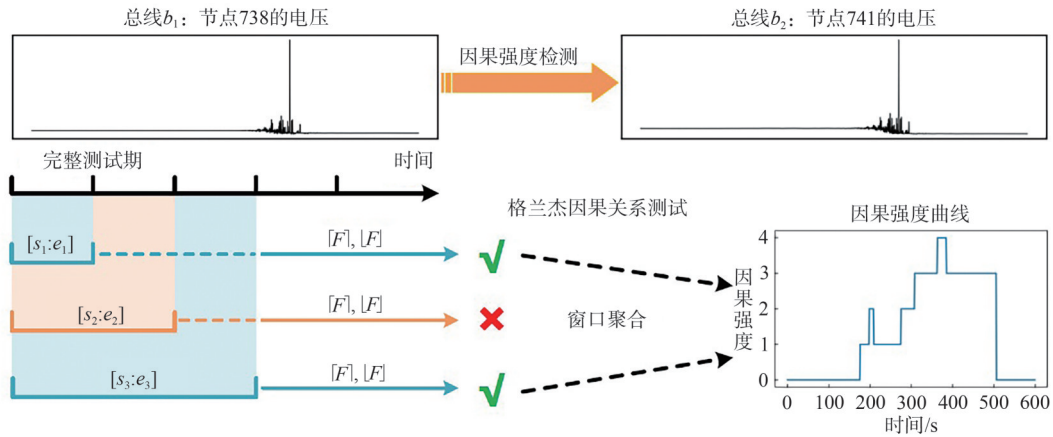 总线b₁：节点738的电压
总线b₂：节点741的电压
因果强度检测
完整测试期
时间
格兰杰因果关系测试
因果强度曲线
[s₁:e₁]
⌈F⌉, ⌊F⌋
[s₂:e₂]
⌈F⌉, ⌊F⌋
窗口聚合
[s₃:e₃]
⌈F⌉, ⌊F⌋
因果强度
4
3
2
1
0
0 100 200 300 400 500 600
时间/s